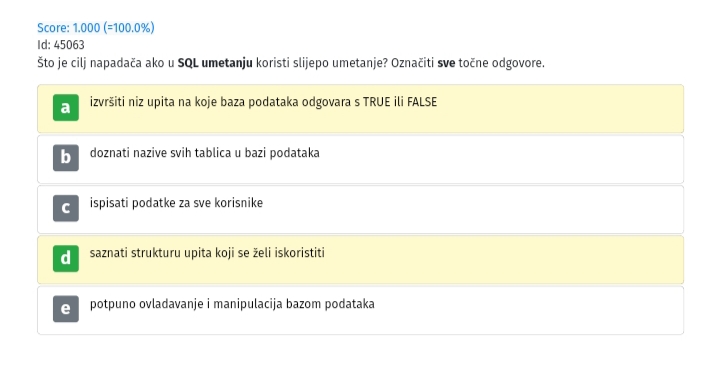 Score: 1.000 (=100.0%)
Id: 45063
Što je cilj napadača ako u SQL umetanju koristi slijepo umetanje? Označiti sve točne odgovore.
a izvršiti niz upita na koje baza podataka odgovara s TRUE ili FALSE
b doznati nazive svih tablica u bazi podataka
c ispisati podatke za sve korisnike
d saznati strukturu upita koji se želi iskoristiti
e potpuno ovladavanje i manipulacija bazom podataka